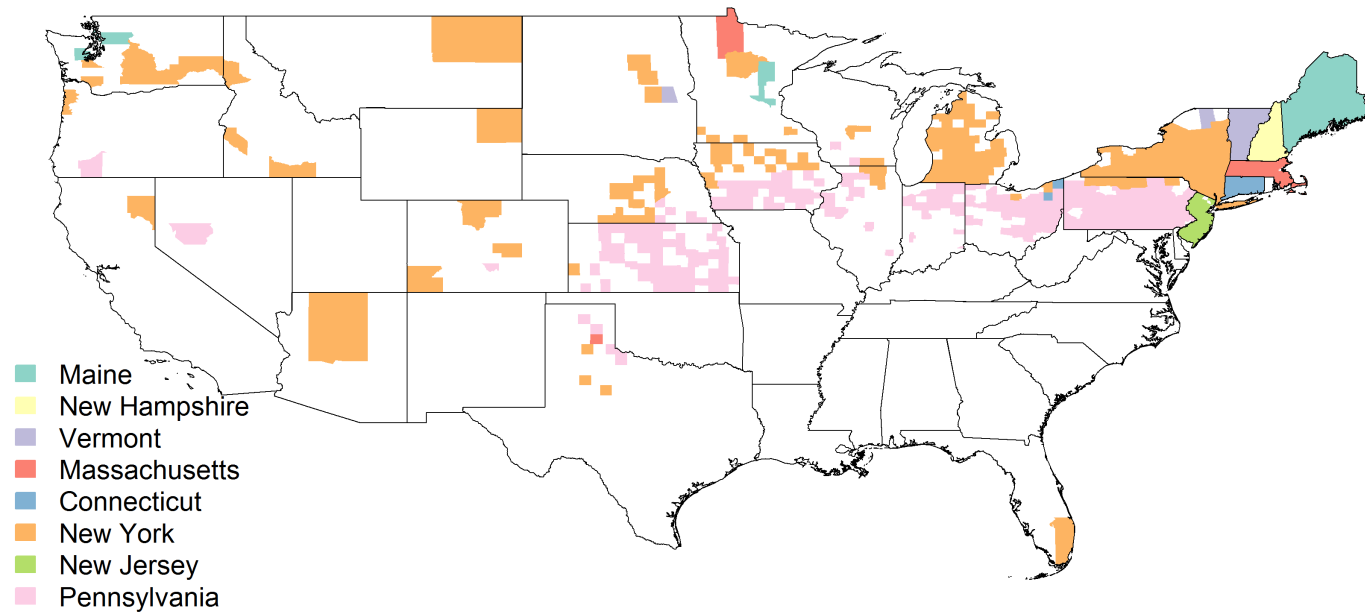 Maine
New Hampshire
Vermont
Massachusetts
Connecticut
New York
New Jersey
Pennsylvania